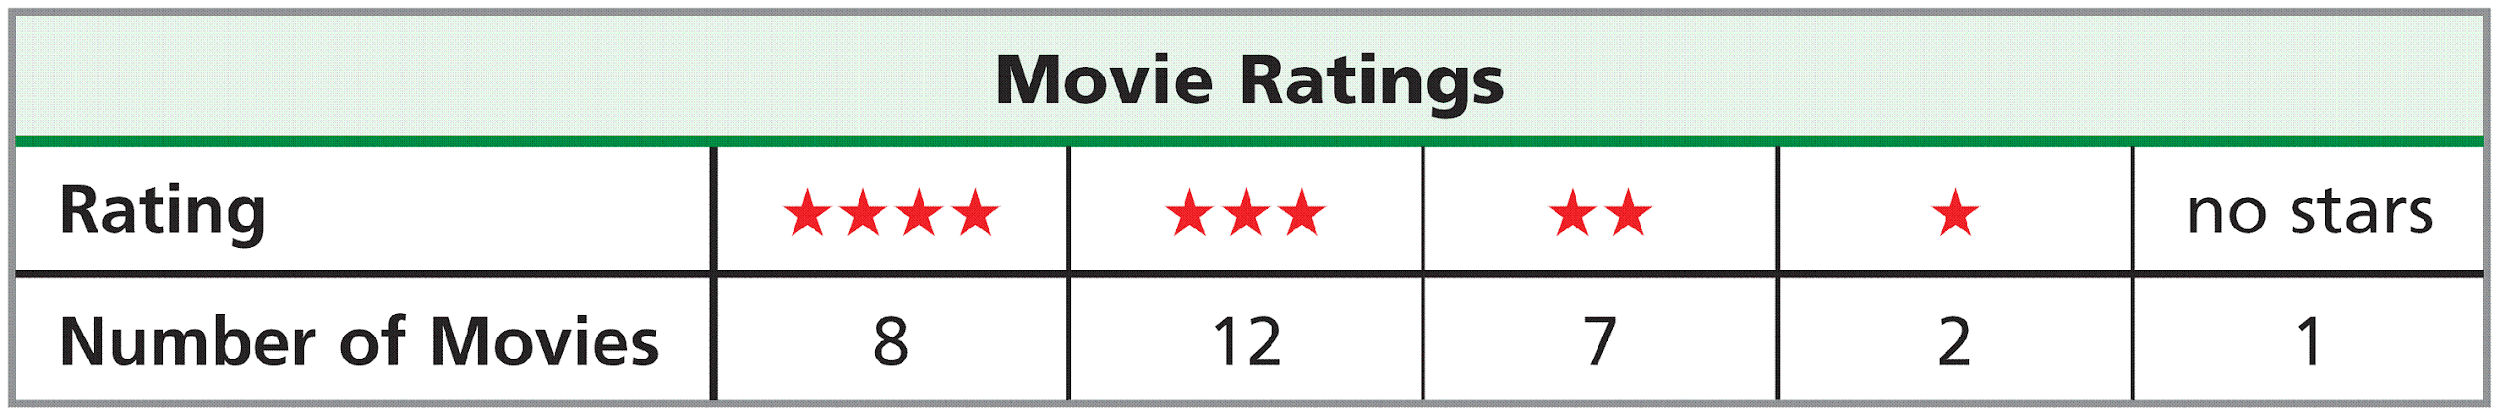 Movie Ratings
Rating ★★★★ ★★★ ★★ ★ no stars
Number of Movies 8 12 7 2 1